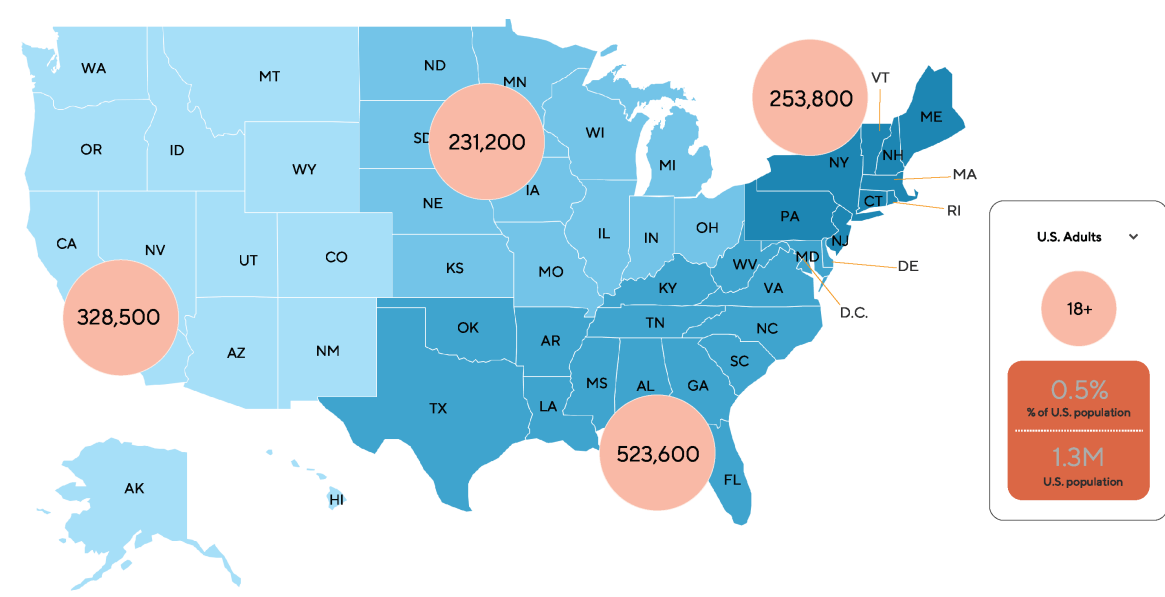 WA
MT
ND
MN
VT
ME
253,800
OR
ID
SD
231,200
WI
NY
NH
WY
MI
MA
NE
IA
CT
RI
PA
CA
NV
UT
CO
IL
IN
OH
NJ
U.S. Adults
KS
MO
WV
MD
DE
KY
VA
328,500
D.C.
18+
OK
TN
NC
AZ
NM
AR
SC
MS
AL
GA
0.5%
% of U.S. population
TX
LA
523,600
1.3M
U.S. population
AK
HI
FL